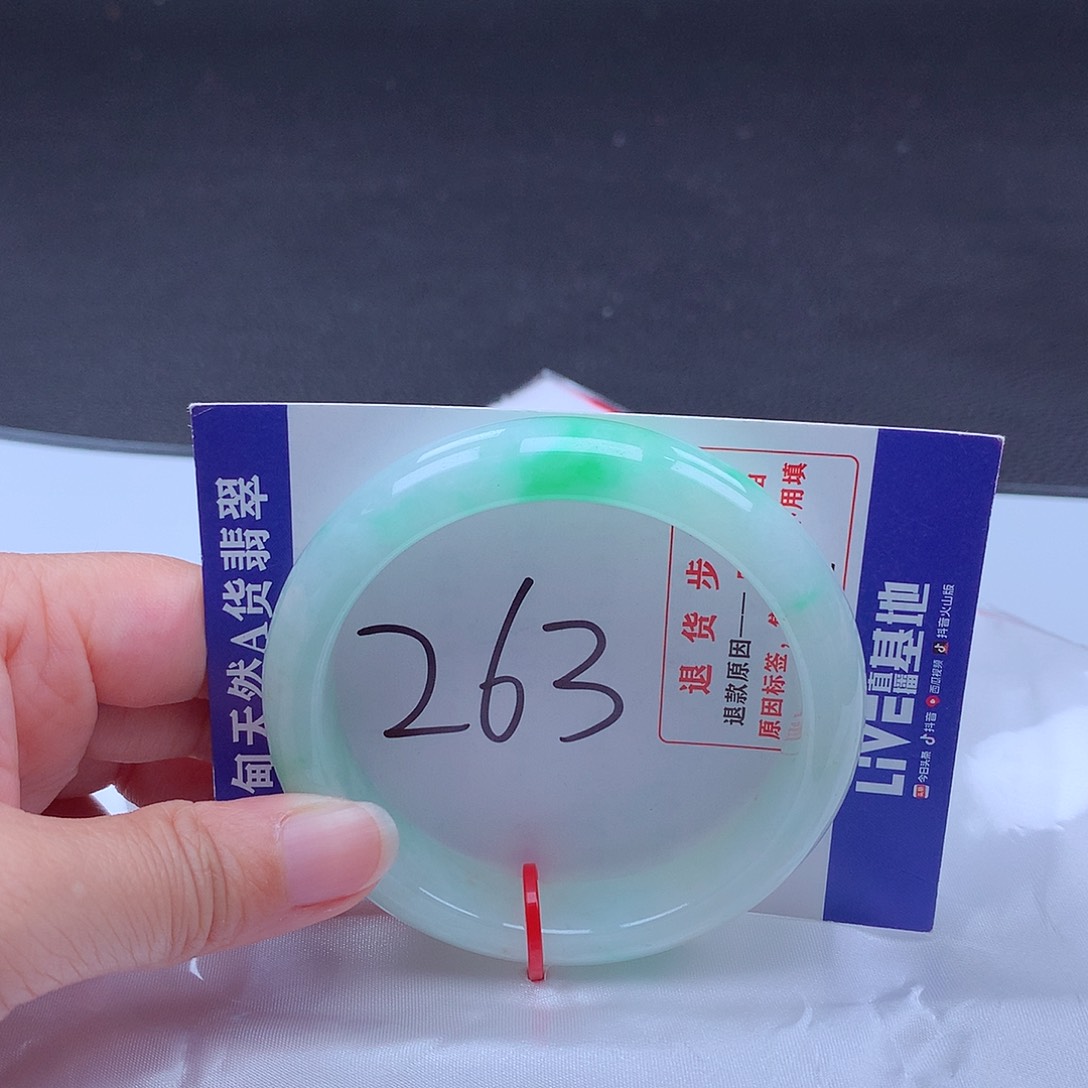 甸天然A货翡翠
263
退 货 步
退款原因——
原因标签，
用填
LiVE直播基地
今日头条 抖音 西瓜视频 抖音火山版